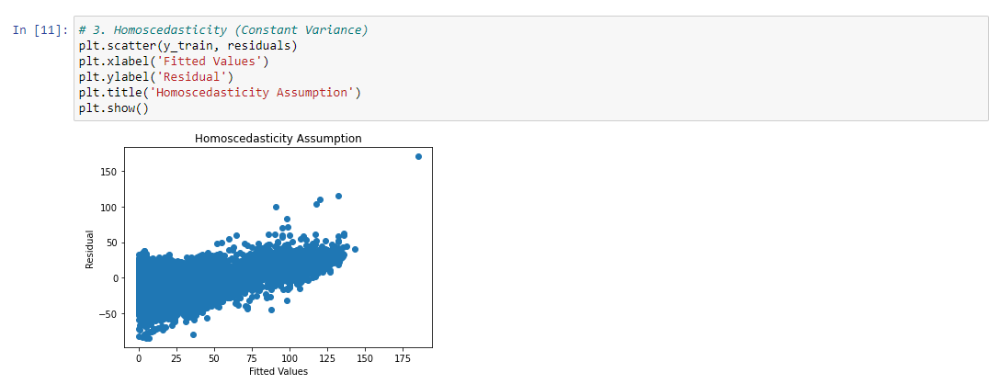 In [11]: # 3. Homoscedasticity (Constant Variance)
plt.scatter(y_train, residuals)
plt.xlabel('Fitted Values')
plt.ylabel('Residual')
plt.title('Homoscedasticity Assumption')
plt.show()
Homoscedasticity Assumption
150
100
50
0
−50
Residual
0 25 50 75 100 125 150 175
Fitted Values